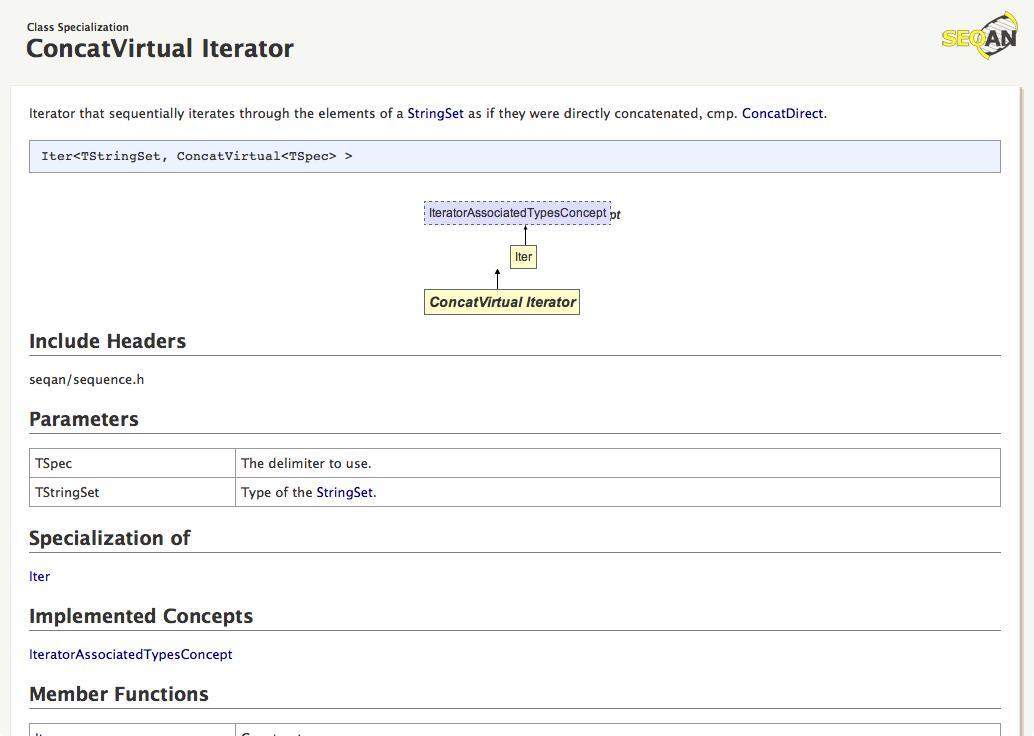 Class Specialization
ConcatVirtual Iterator
SEQAN
Iterator that sequentially iterates through the elements of a StringSet as if they were directly concatenated, cmp. ConcatDirect.
Iter<TStringSet, ConcatVirtual<TSpec> >
IteratorAssociatedTypesConcept
Iter
ConcatVirtual Iterator
Include Headers
seqan/sequence.h
Parameters
TSpec The delimiter to use.
TStringSet Type of the StringSet.
Specialization of
Iter
Implemented Concepts
IteratorAssociatedTypesConcept
Member Functions